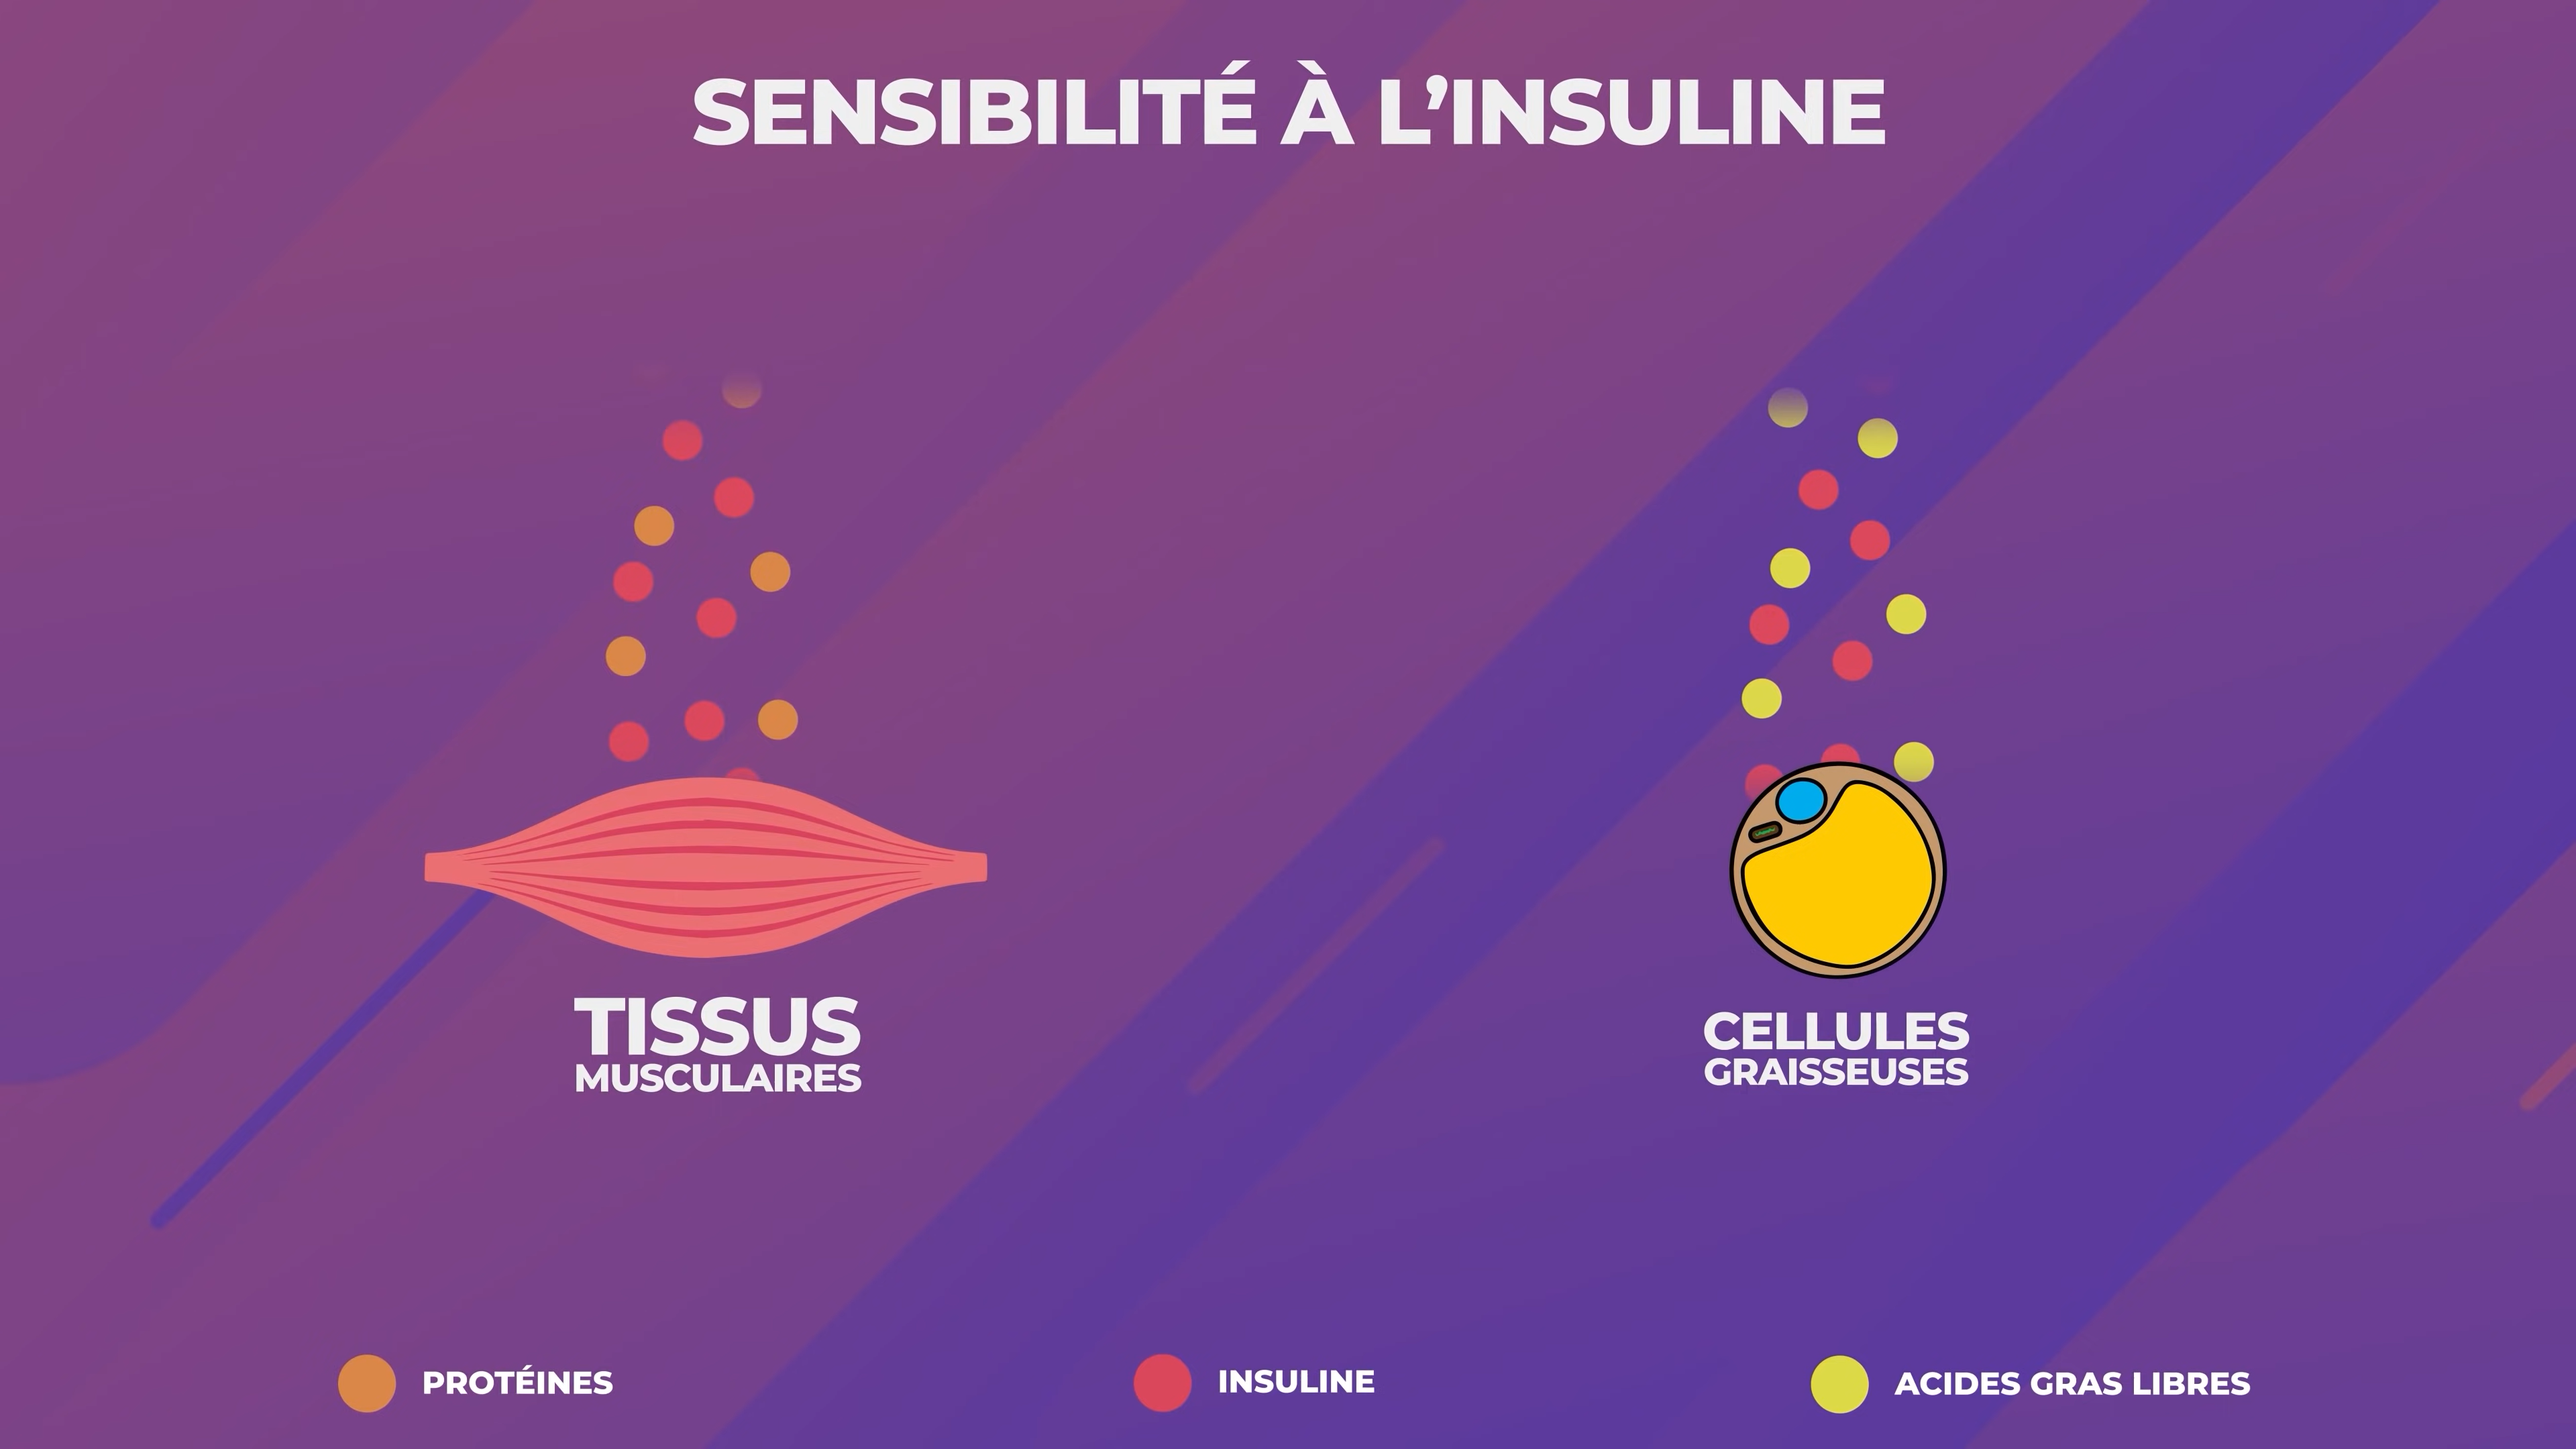 SENSIBILITÉ À L’INSULINE
TISSUS
MUSCULAIRES
CELLULES
GRAISSEUSES
PROTÉINES
INSULINE
ACIDES GRAS LIBRES